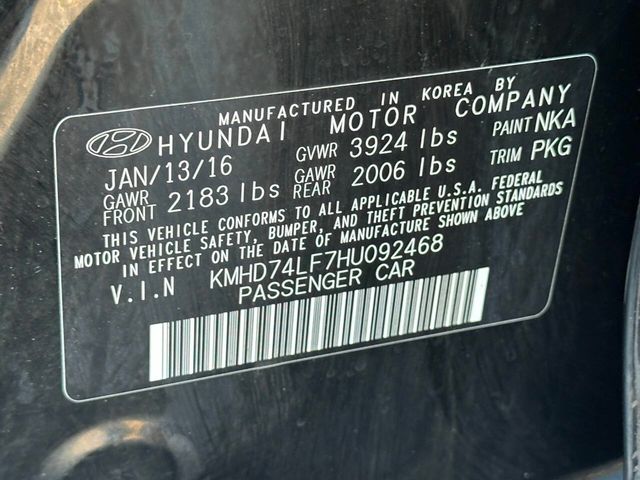 MANUFACTURED IN KOREA BY
HYUNDAI MOTOR COMPANY
JAN/13/16 GVWR 3924 lbs PAINT NKA
GAWR FRONT 2183 lbs GAWR REAR 2006 lbs TRIM PKG
THIS VEHICLE CONFORMS TO ALL APPLICABLE U.S.A. FEDERAL
MOTOR VEHICLE SAFETY, BUMPER, AND THEFT PREVENTION STANDARDS
IN EFFECT ON THE DATE OF MANUFACTURE SHOWN ABOVE
V.I.N KMHD74LF7HU092468
PASSENGER CAR